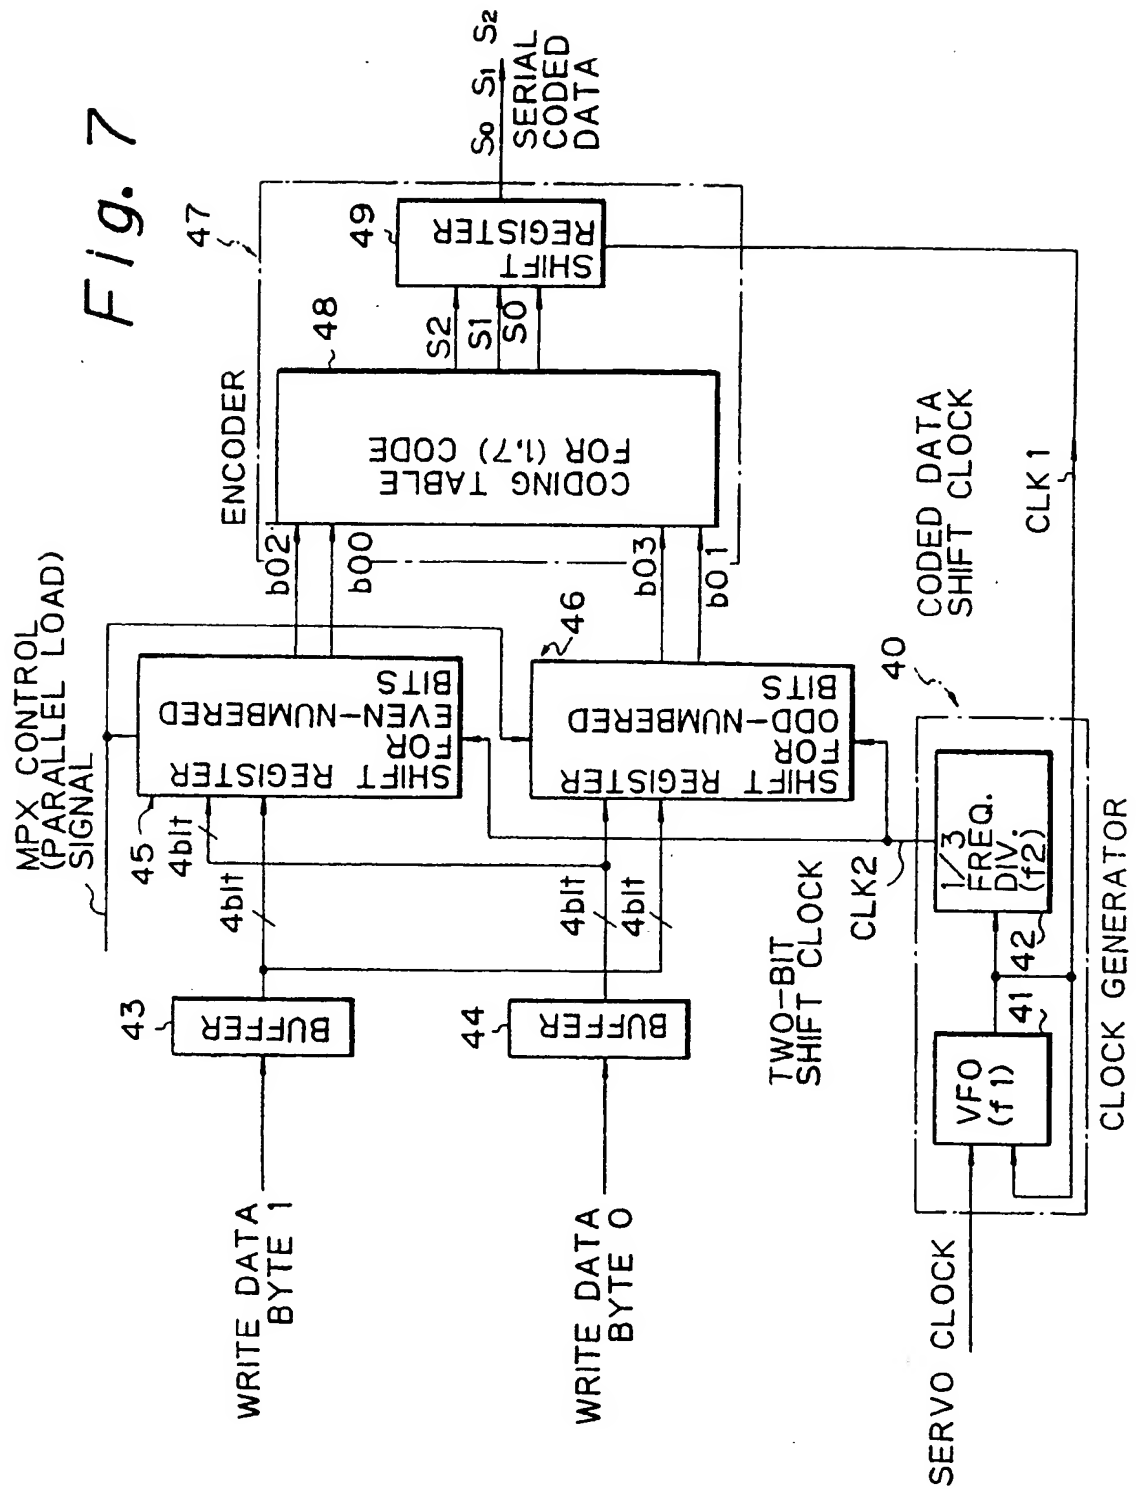 Fig. 7
MPX CONTROL
(PARALLEL LOAD)
SIGNAL
WRITE DATA
BYTE 1
WRITE DATA
BYTE 0
43
BUFFER
44
BUFFER
4bit
4bit
4bit
4bit
45
SHIFT REGISTER
FOR
EVEN-NUMBERED
BITS
46
SHIFT REGISTER
FOR
ODD-NUMBERED
BITS
b02
b00
b03
b01
ENCODER
47
48
CODING TABLE
FOR (1,7) CODE
S2
S1
S0
49
SHIFT
REGISTER
S0 S1 S2
SERIAL
CODED
DATA
TWO-BIT
SHIFT CLOCK
CLK2
CODED DATA
SHIFT CLOCK
CLK1
40
SERVO CLOCK
VFO
(f1)
41
1/3
FREQ.
DIV.
(f2)
42
CLOCK GENERATOR